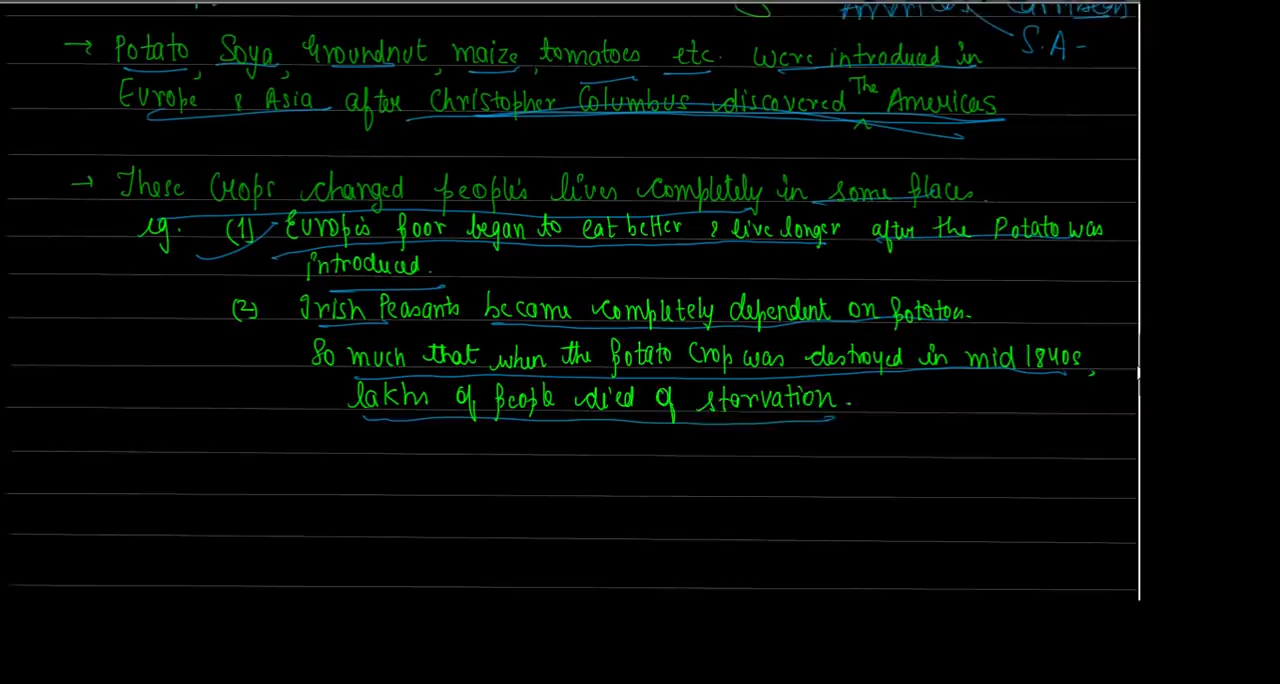 S.A -
→ Potato, Soya, Groundnut, maize, tomatoes etc. Were introduced in
Europe & Asia after Christopher Columbus discovered The Americas
→ These Crops changed people's lives completely in some places.
eg. (1) Europe's poor began to eat better & live longer after the Potato was
introduced.
(2) Irish Peasants became completely dependent on potatoes.
So much that when the potato crop was destroyed in mid 1840s,
lakhs of people died of starvation.